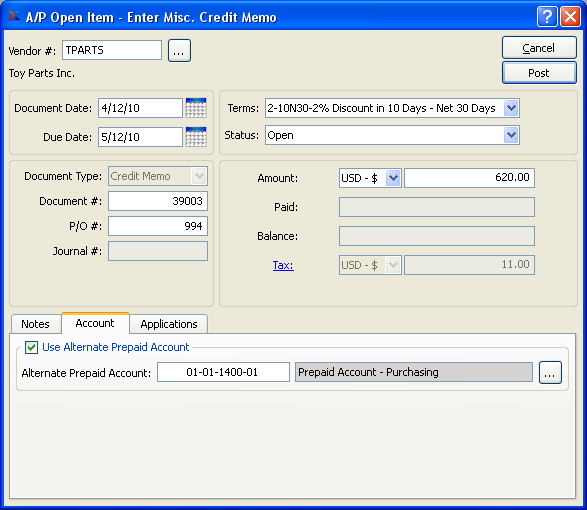 A/P Open Item - Enter Misc. Credit Memo
Vendor #: TPARTS ...
Cancel
Toy Parts Inc.
Post
Document Date: 4/12/10
Terms: 2-10N30-2% Discount in 10 Days - Net 30 Days
Due Date: 5/12/10
Status: Open
Document Type: Credit Memo
Amount: USD - $ 620.00
Document #: 39003
Paid:
P/O #: 994
Balance:
Journal #:
Tax: USD - $ 11.00
Notes Account Applications
Use Alternate Prepaid Account
Alternate Prepaid Account: 01-01-1400-01 Prepaid Account - Purchasing ...